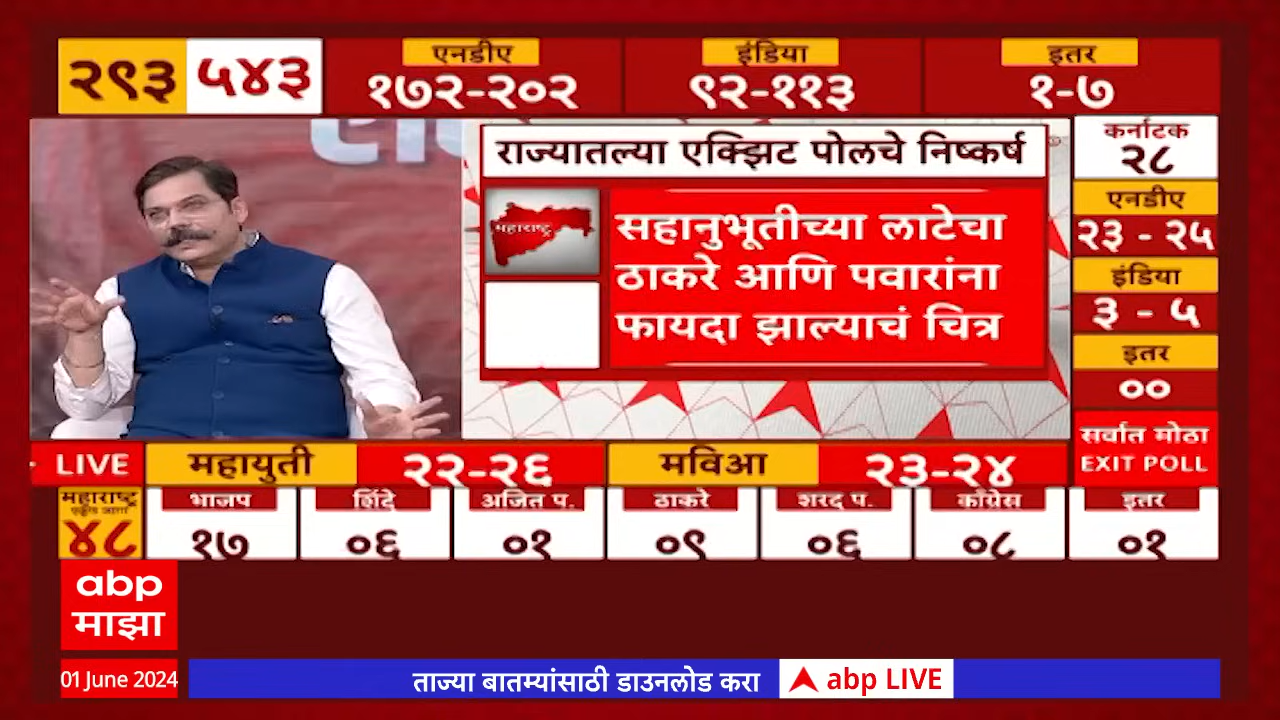 २९३ ५४३
एनडीए
१७२-२०२
इंडिया
९२-११३
इतर
१-७
राज्यातल्या एक्झिट पोलचे निष्कर्ष
महाराष्ट्र
सहानुभूतीच्या लाटेचा
ठाकरे आणि पवारांना
फायदा झाल्याचं चित्र
कर्नाटक
२८
एनडीए
२३ - २५
इंडिया
३ - ५
इतर
००
सर्वात मोठा
EXIT POLL
LIVE
महायुती
२२-२६
मविआ
२३-२४
महाराष्ट्र
एकूण जागा
४८
भाजप
१७
शिंदे
०६
अजित प.
०१
ठाकरे
०९
शरद प.
०६
काँग्रेस
०८
इतर
०१
abp
माझा
01 June 2024
ताज्या बातम्यांसाठी डाउनलोड करा
abp LIVE